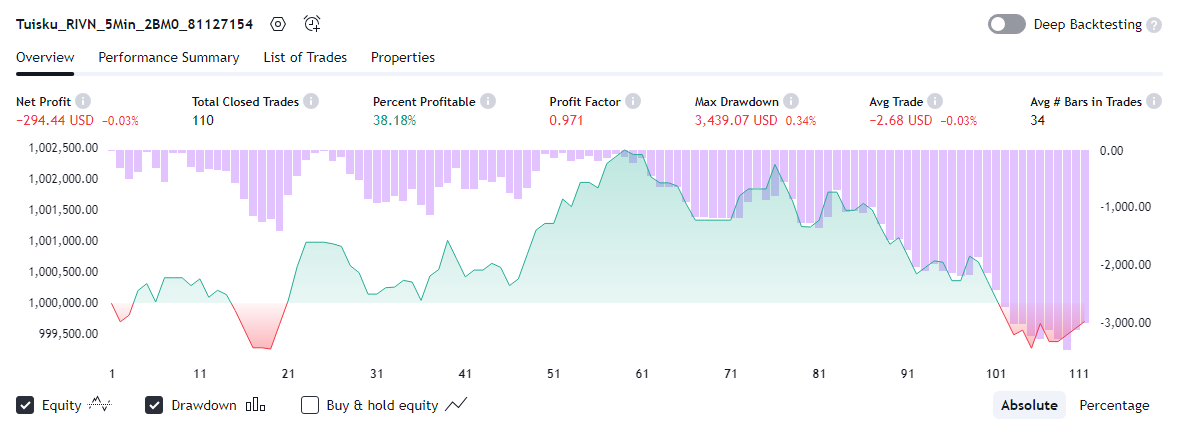 Tuisku_RIVN_5Min_2BM0_81127154
Deep Backtesting ?
Overview Performance Summary List of Trades Properties
Net Profit Total Closed Trades Percent Profitable Profit Factor Max Drawdown Avg Trade Avg # Bars in Trades
−294.44 USD −0.03% 110 38.18% 0.971 3,439.07 USD 0.34% −2.68 USD −0.03% 34
1,002,500.00 0.00
1,002,000.00
1,001,500.00 -1,000.00
1,001,000.00
1,000,500.00 -2,000.00
1,000,000.00
999,500.00 -3,000.00
1 11 21 31 41 51 61 71 81 91 101 111
Equity Drawdown Buy & hold equity Absolute Percentage